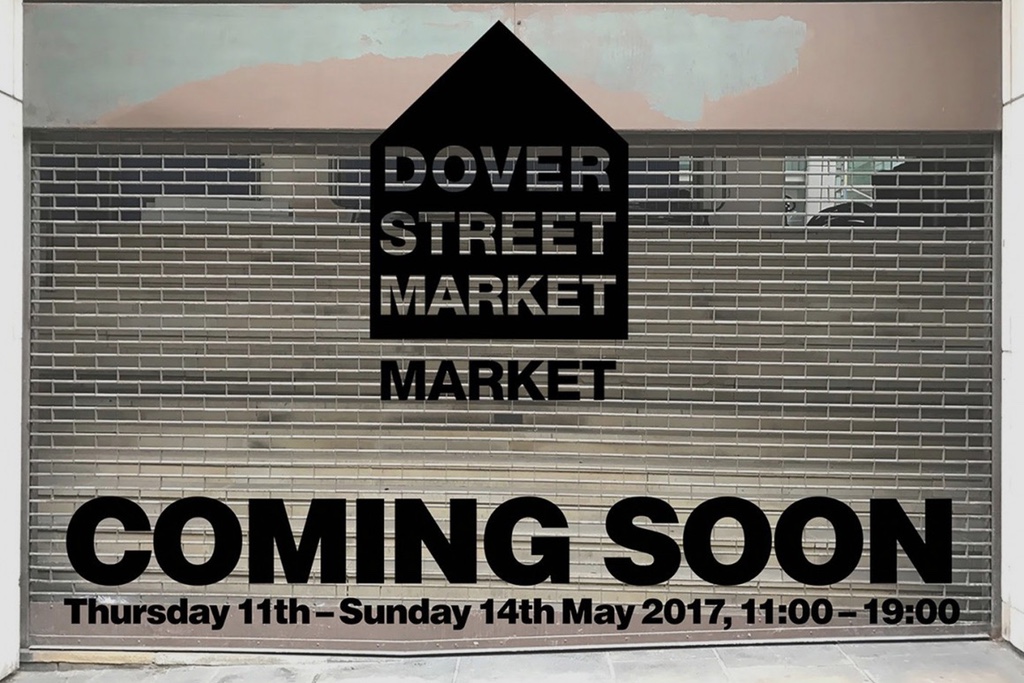 DOVER
STREET
MARKET
MARKET
COMING SOON
Thursday 11th – Sunday 14th May 2017, 11:00 – 19:00